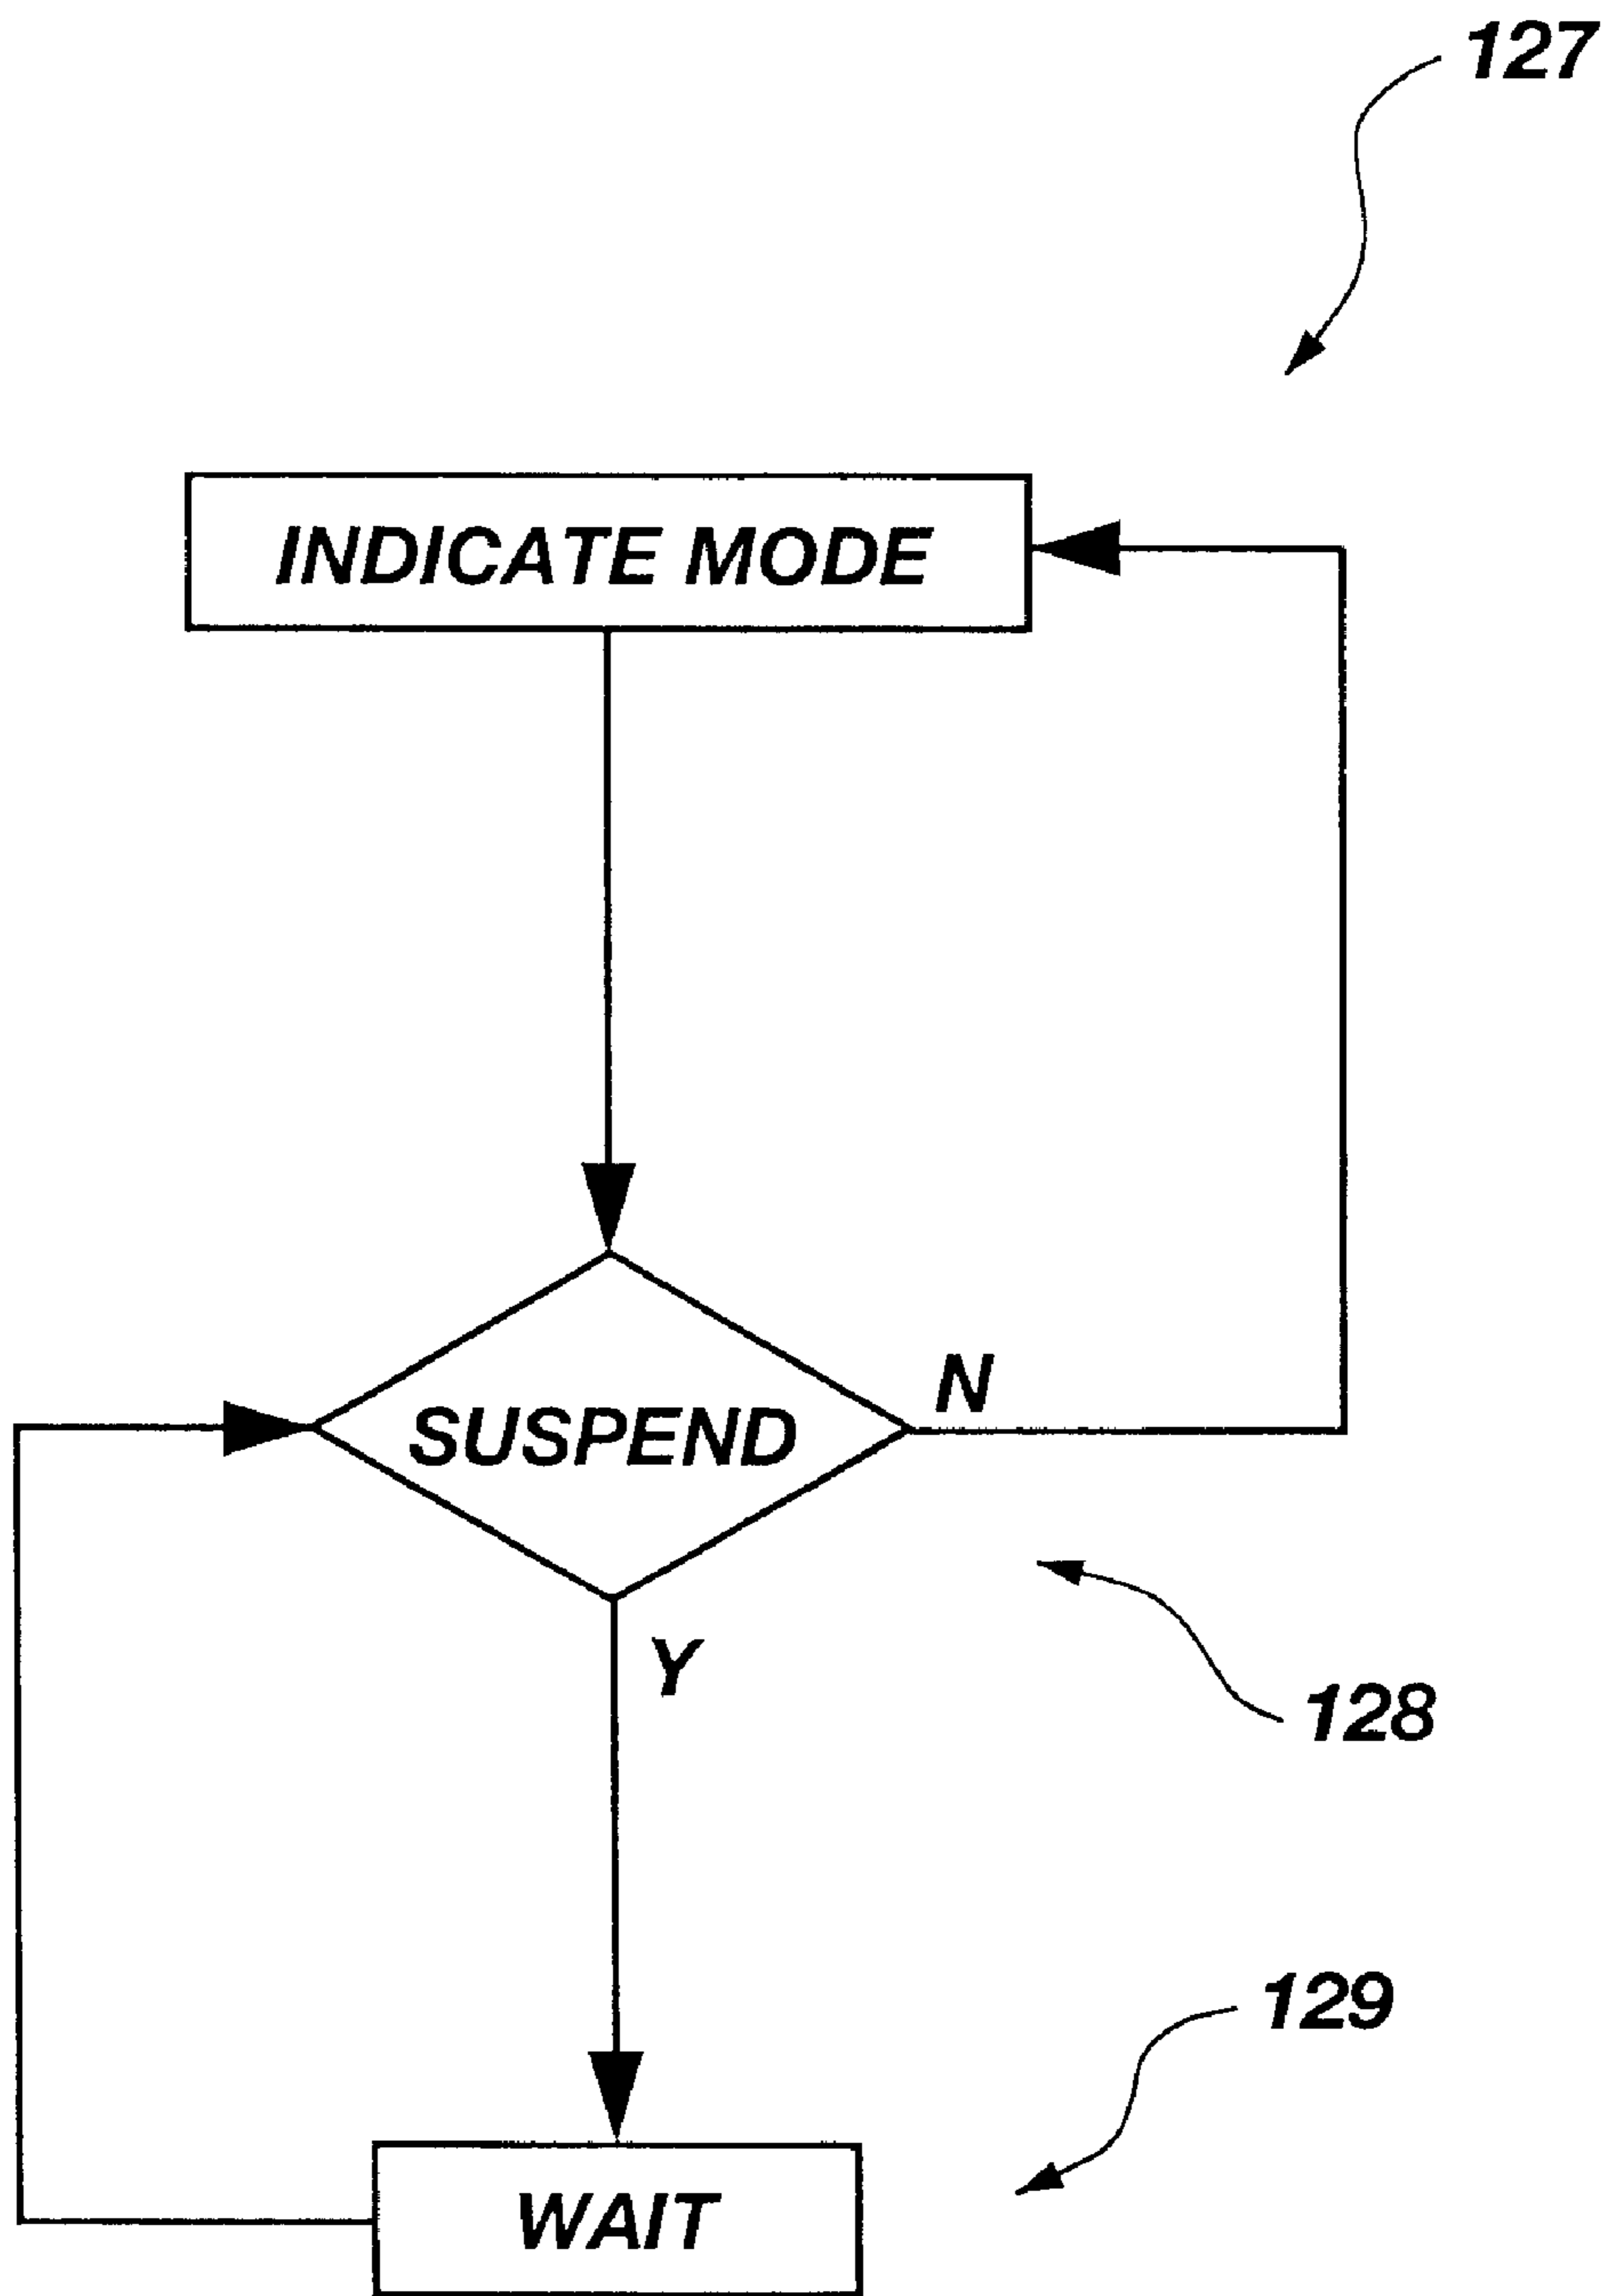 127
INDICATE MODE
N
SUSPEND
Y
128
129
WAIT